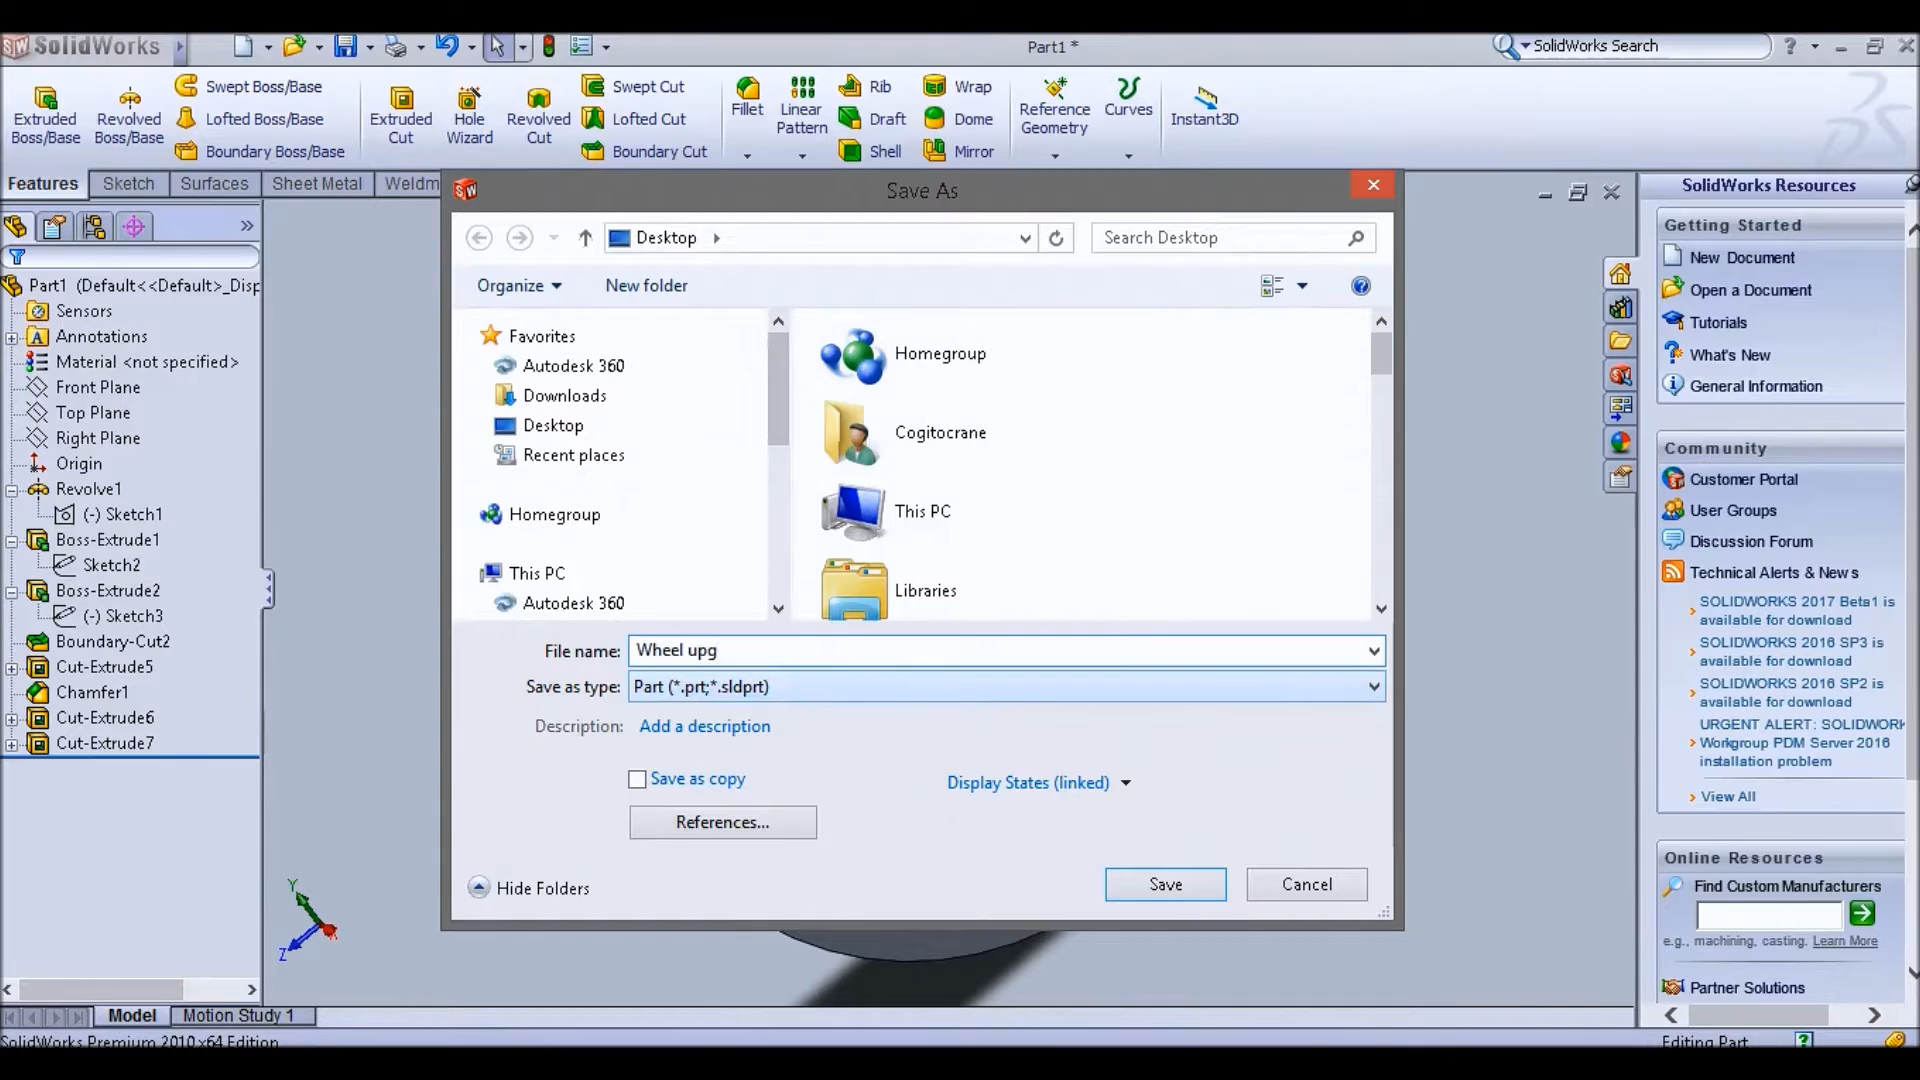 SolidWorks
Part1 *
SolidWorks Search
Extruded Boss/Base
Revolved Boss/Base
Swept Boss/Base
Lofted Boss/Base
Boundary Boss/Base
Extruded Cut
Hole Wizard
Revolved Cut
Swept Cut
Lofted Cut
Boundary Cut
Fillet
Linear Pattern
Rib
Draft
Shell
Wrap
Dome
Mirror
Reference Geometry
Curves
Instant3D
Features
Sketch
Surfaces
Sheet Metal
Weldm
Part1 (Default<<Default>_Disp
Sensors
Annotations
Material <not specified>
Front Plane
Top Plane
Right Plane
Origin
Revolve1
(-) Sketch1
Boss-Extrude1
Sketch2
Boss-Extrude2
(-) Sketch3
Boundary-Cut2
Cut-Extrude5
Chamfer1
Cut-Extrude6
Cut-Extrude7
Save As
Desktop
Search Desktop
Organize
New folder
Favorites
Autodesk 360
Downloads
Desktop
Recent places
Homegroup
This PC
Autodesk 360
Homegroup
Cogitocrane
This PC
Libraries
File name: Wheel upg
Save as type: Part (*.prt;*.sldprt)
Description: Add a description
Save as copy
Display States (linked)
References...
Hide Folders
Save
Cancel
Y
X
Z
SolidWorks Resources
Getting Started
New Document
Open a Document
Tutorials
What's New
General Information
Community
Customer Portal
User Groups
Discussion Forum
Technical Alerts & News
SOLIDWORKS 2017 Beta1 is
available for download
SOLIDWORKS 2016 SP3 is
available for download
SOLIDWORKS 2016 SP2 is
available for download
URGENT ALERT: SOLIDWORK
Workgroup PDM Server 2016
installation problem
View All
Online Resources
Find Custom Manufacturers
e.g., machining, casting. Learn More
Partner Solutions
Model
Motion Study 1
SolidWorks Premium 2010 x64 Edition
Editing Part